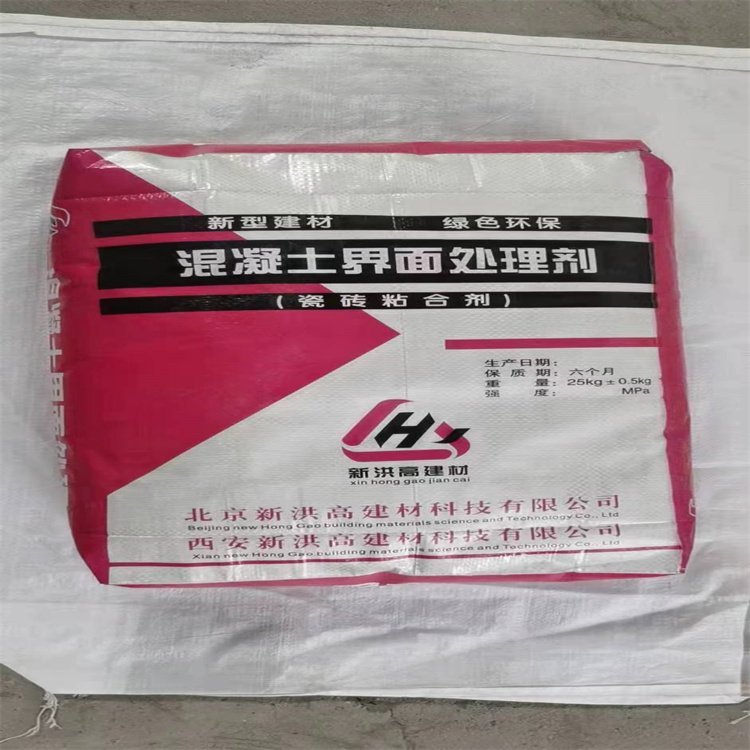 新型建材 绿色环保
混凝土界面处理剂
(瓷砖粘合剂)
生产日期:
保质期: 六个月
重量: 25kg±0.5kg
强度: MPa
新洪高建材
xin hong gao jian cai
北京新洪高建材科技有限公司
Beijing new Hong Gao building materials science and Technology Co., Ltd
西安新洪高建材科技有限公司
Xian new Hong Gao building materials science and Technology Co., Ltd